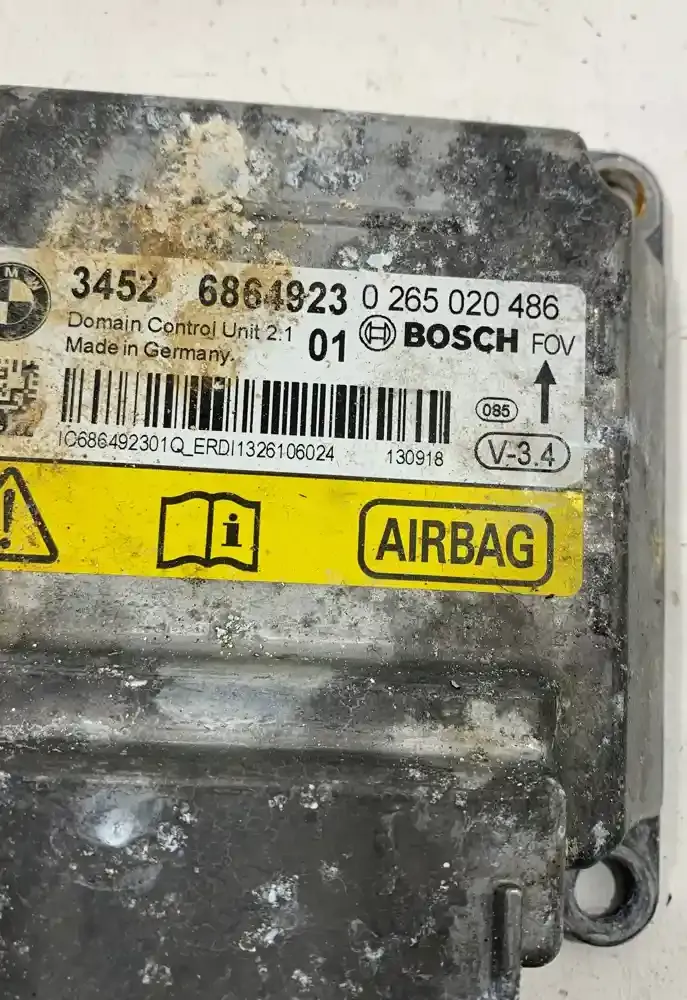 BMW
3452 6864923 0 265 020 486
Domain Control Unit 2.1 01 BOSCH FOV
Made in Germany.
085
IC686492301Q_ERDI1326106024 130918 V-3.4
AIRBAG